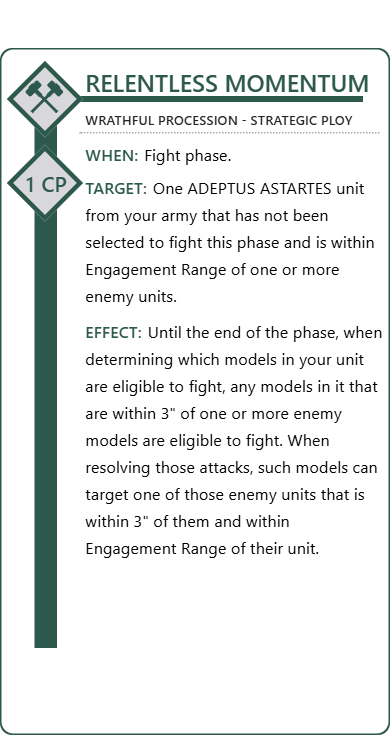 RELENTLESS MOMENTUM
WRATHFUL PROCESSION - STRATEGIC PLOY
WHEN: Fight phase.
1 CP
TARGET: One ADEPTUS ASTARTES unit
from your army that has not been
selected to fight this phase and is within
Engagement Range of one or more
enemy units.
EFFECT: Until the end of the phase, when
determining which models in your unit
are eligible to fight, any models in it that
are within 3" of one or more enemy
models are eligible to fight. When
resolving those attacks, such models can
target one of those enemy units that is
within 3" of them and within
Engagement Range of their unit.